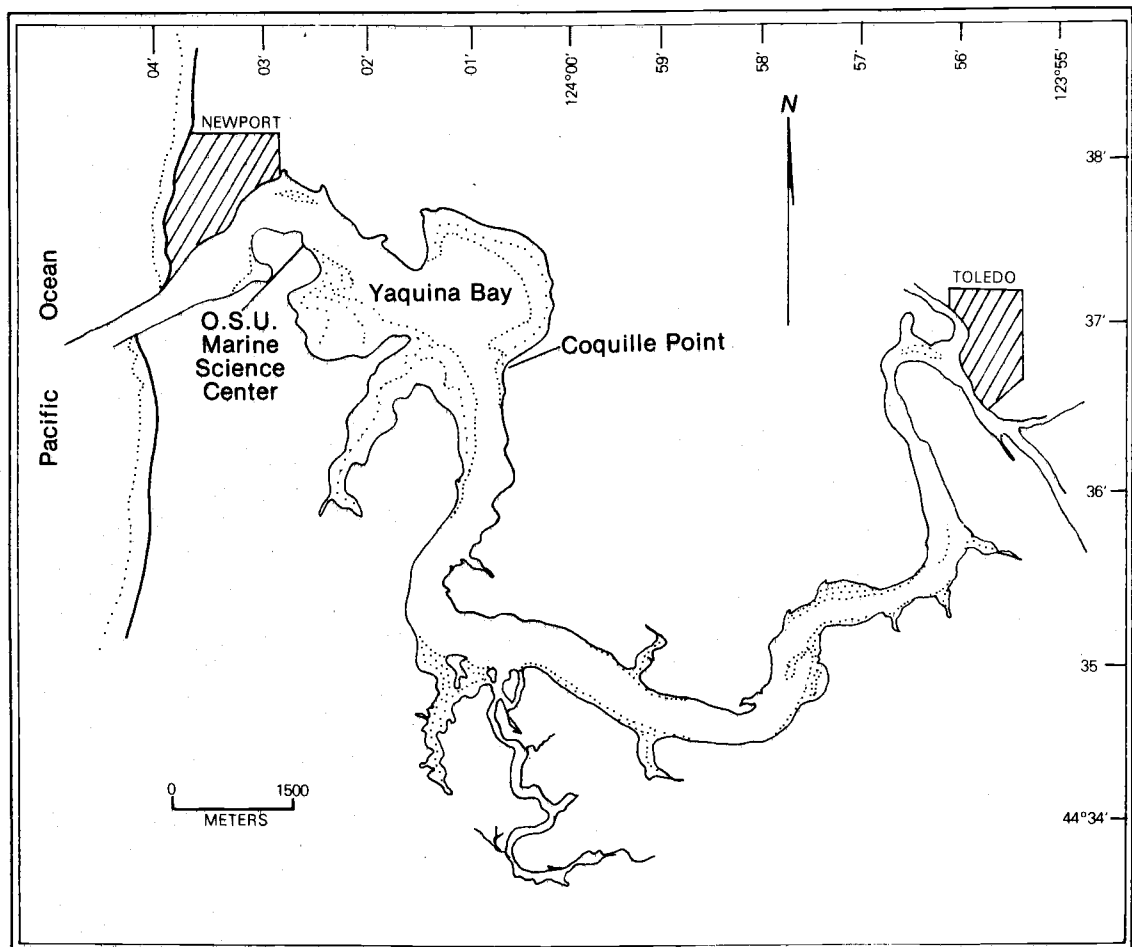 04'
03'
02'
01'
124°00'
59'
58'
57'
56'
123°55'
N
NEWPORT
38'
Pacific Ocean
TOLEDO
Yaquina Bay
37'
O.S.U.
Marine
Science
Center
Coquille Point
36'
35
0 1500
METERS
44°34'